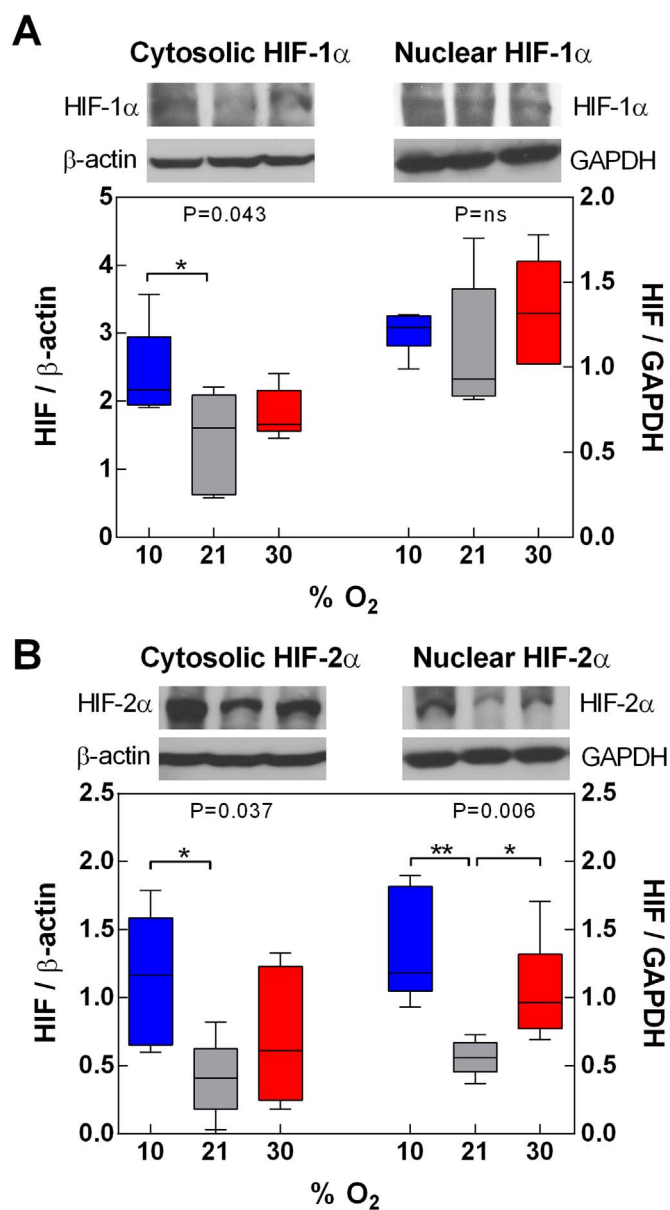 A
Cytosolic HIF-1α Nuclear HIF-1α
HIF-1α HIF-1α
β-actin GAPDH
P=0.043 P=ns
* 
5
4
3
2
1
0
HIF / β-actin
2.0
1.5
1.0
0.5
0.0
HIF / GAPDH
10 21 30 10 21 30
% O₂
B
Cytosolic HIF-2α Nuclear HIF-2α
HIF-2α HIF-2α
β-actin GAPDH
P=0.037 P=0.006
* ** *
2.5
2.0
1.5
1.0
0.5
0.0
HIF / β-actin
2.5
2.0
1.5
1.0
0.5
0.0
HIF / GAPDH
10 21 30 10 21 30
% O₂